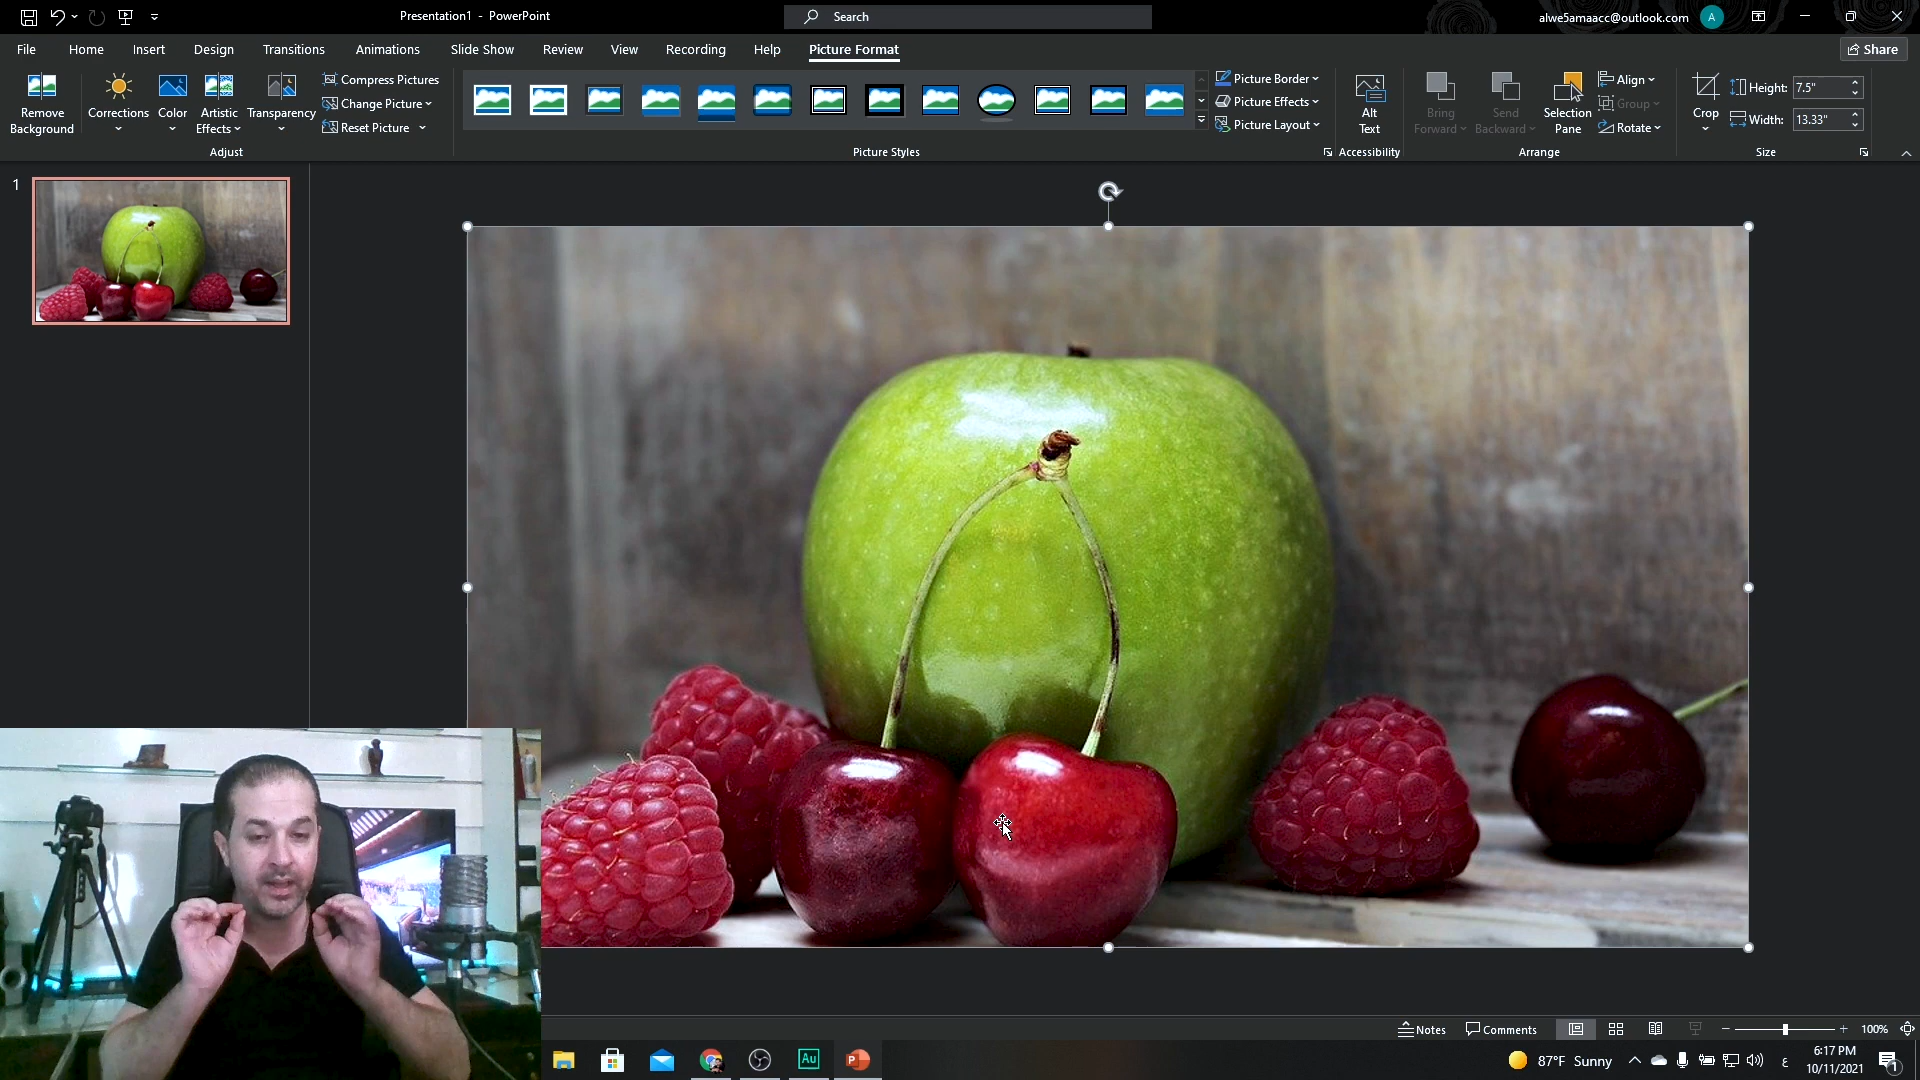 Presentation1 - PowerPoint
Search
alwe5amaacc@outlook.com
A
File Home Insert Design Transitions Animations Slide Show Review View Recording Help Picture Format
Share
Remove Background
Corrections
Color
Artistic Effects
Transparency
Compress Pictures
Change Picture
Reset Picture
Adjust
Picture Border
Picture Effects
Picture Layout
Picture Styles
Alt Text
Accessibility
Bring Forward
Send Backward
Selection Pane
Align
Group
Rotate
Arrange
Crop
Height: 7.5"
Width: 13.33"
Size
1
Notes Comments 100%
Au
P
87°F Sunny
ع
6:17 PM
10/11/2021
1